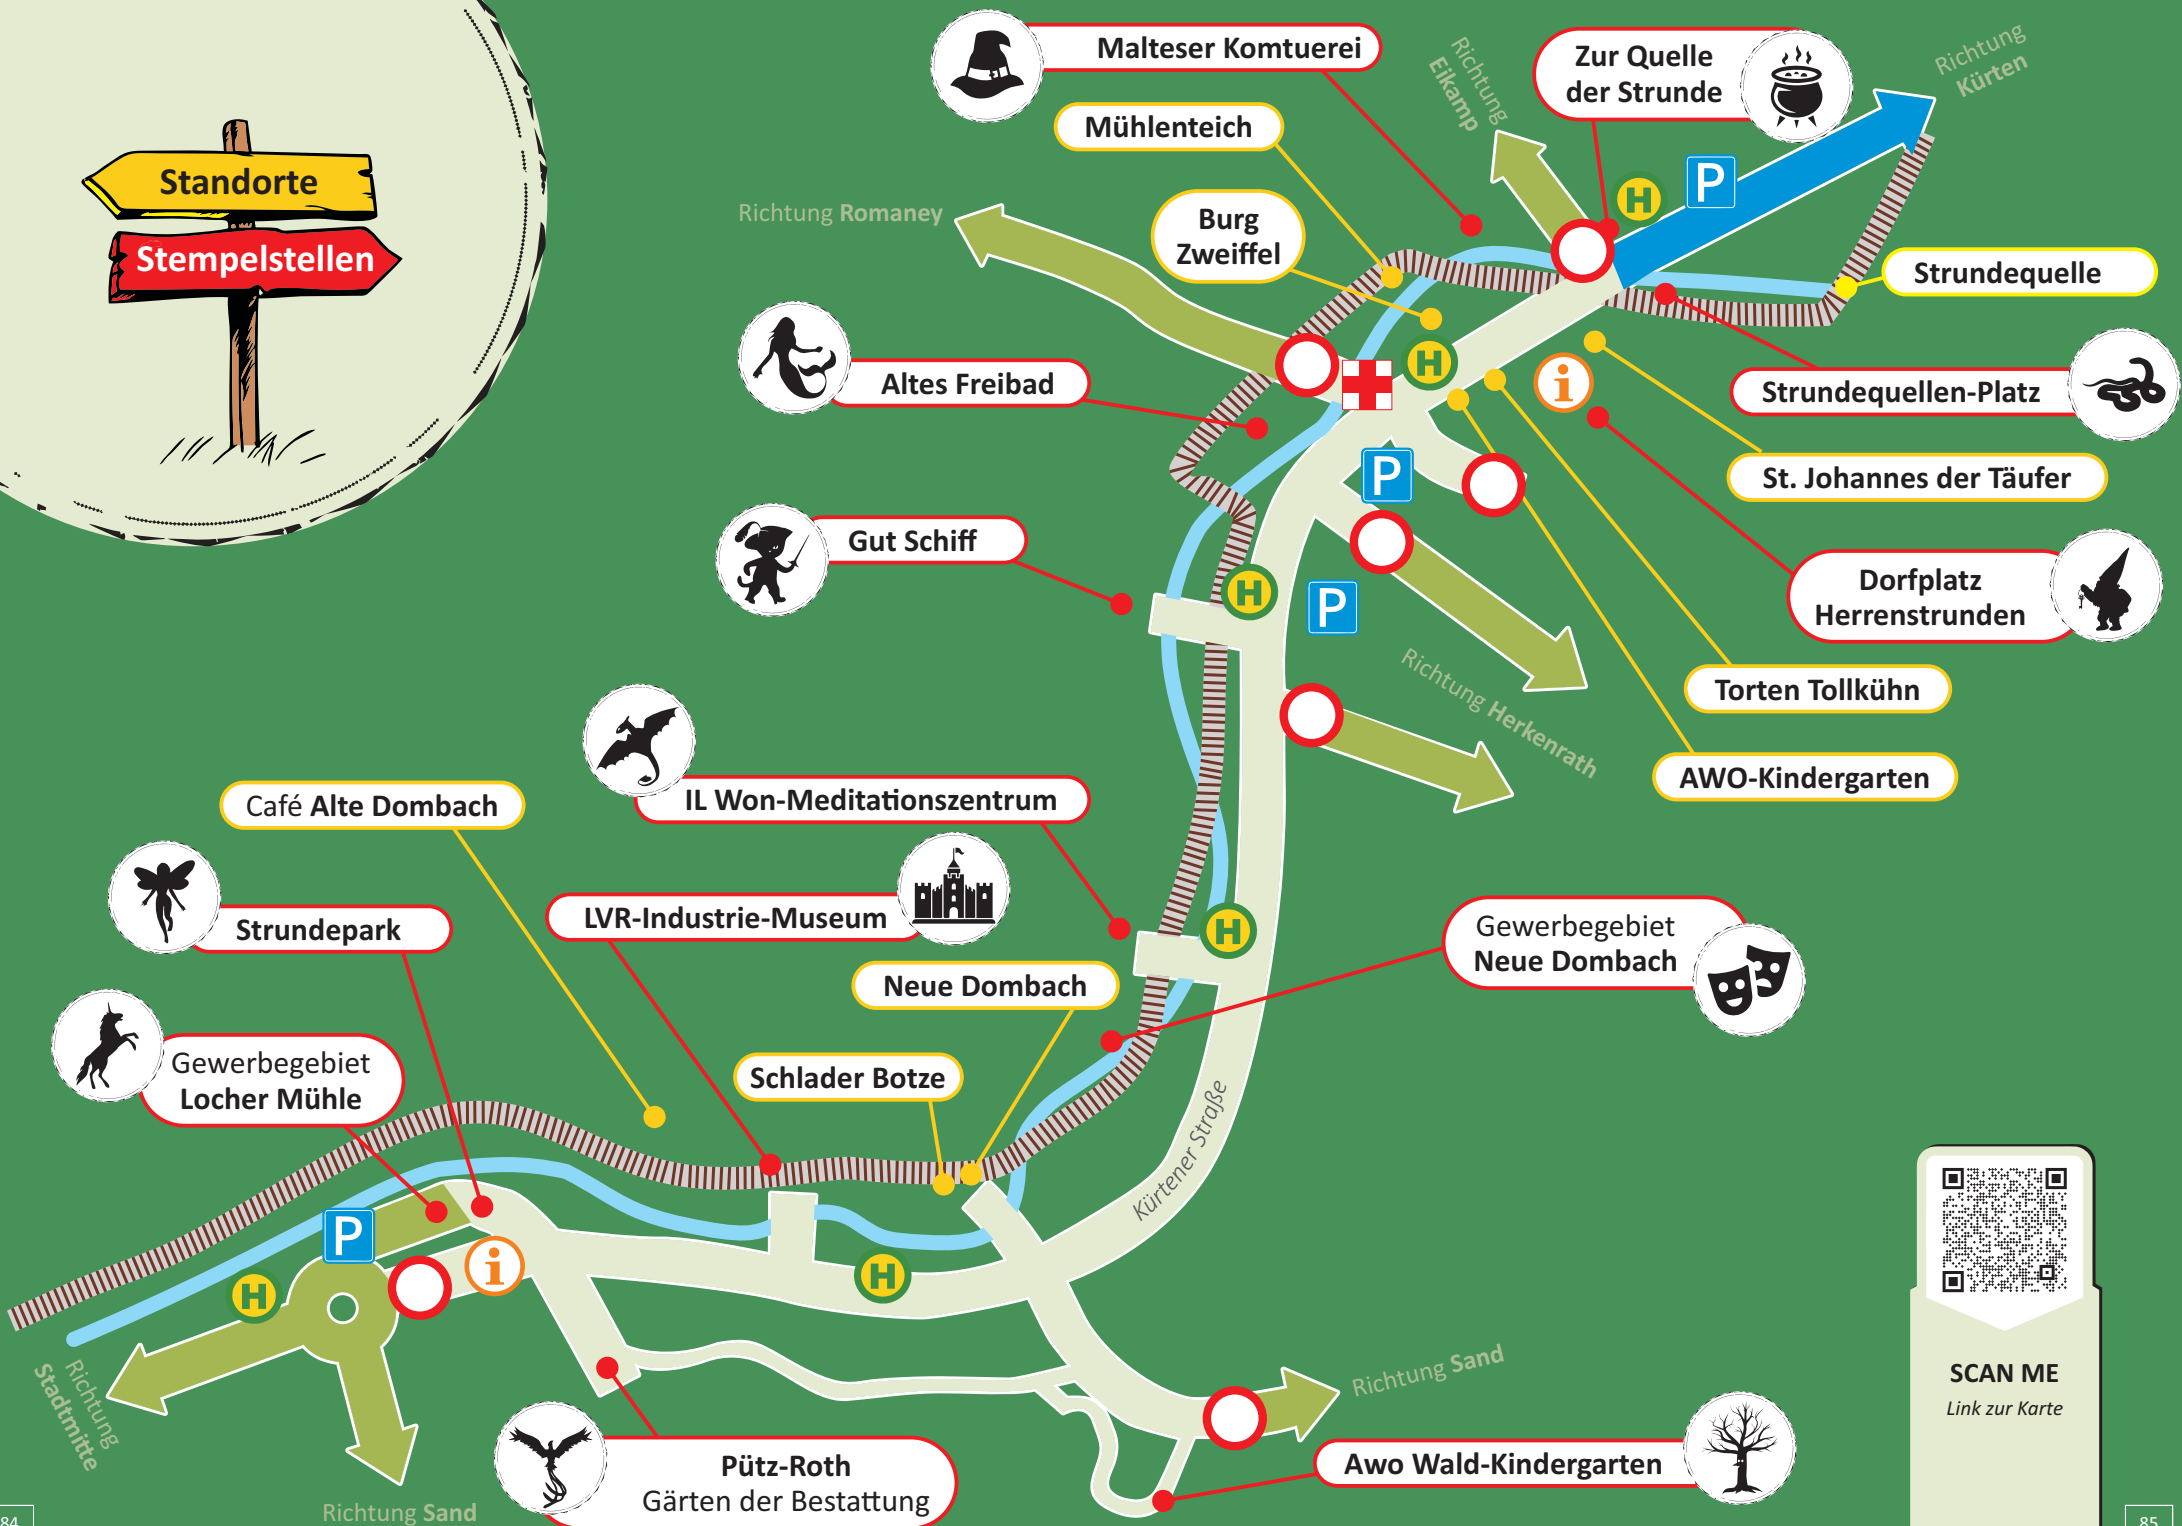 Standorte
Stempelstellen
Malteser Komtuerei
Mühlenteich
Burg
Zweiffel
Richtung
Eikamp
Zur Quelle
der Strunde
Richtung
Kürten
H
P
Richtung Romaney
Strundequelle
Altes Freibad
H
i
Strundequellen-Platz
St. Johannes der Täufer
P
Gut Schiff
H
P
Dorfplatz
Herrenstrunden
Richtung Herkenrath
Torten Tollkühn
AWO-Kindergarten
IL Won-Meditationszentrum
Café Alte Dombach
Strundepark
LVR-Industrie-Museum
H
Gewerbegebiet
Neue Dombach
Neue Dombach
Gewerbegebiet
Locher Mühle
Schlader Botze
Kürtener Straße
P
i
H
H
Richtung
Stadtmitte
Richtung Sand
Richtung Sand
Pütz-Roth
Gärten der Bestattung
Awo Wald-Kindergarten
SCAN ME
Link zur Karte
84
85